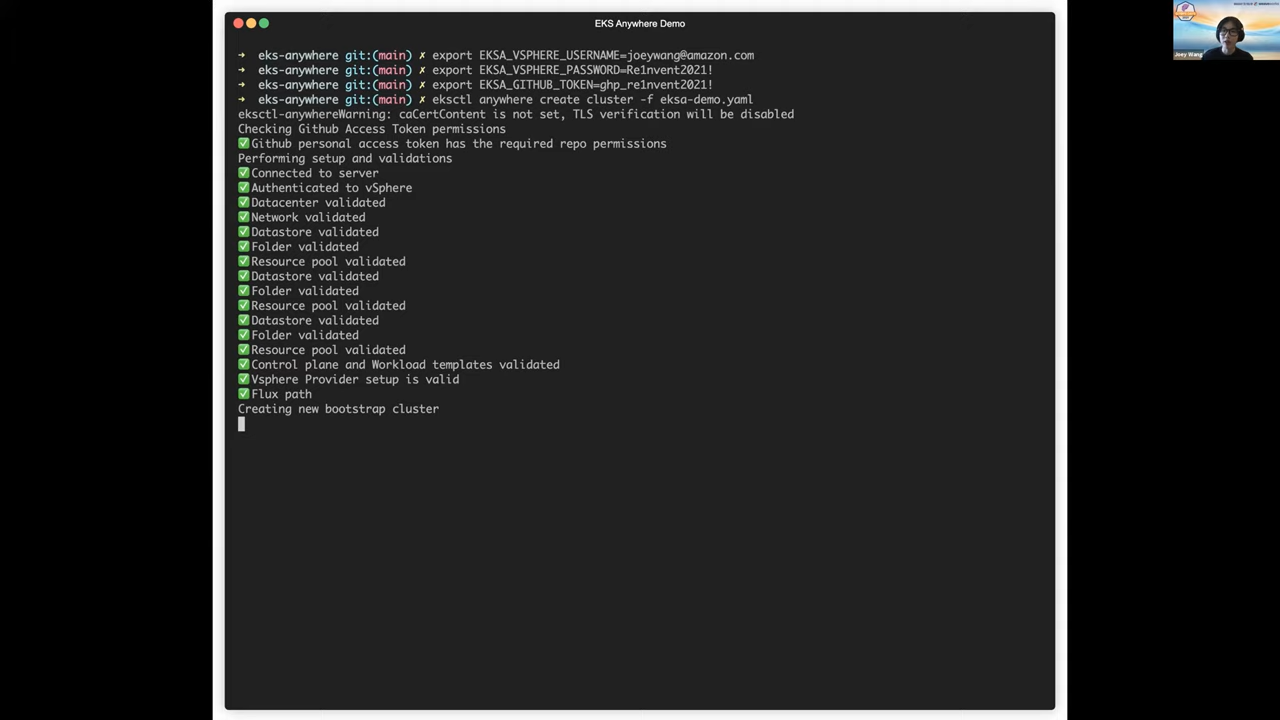 EKS Anywhere Demo
➜ eks-anywhere git:(main) ✗ export EKSA_VSPHERE_USERNAME=joeywang@amazon.com
➜ eks-anywhere git:(main) ✗ export EKSA_VSPHERE_PASSWORD=Re1nvent2021!
➜ eks-anywhere git:(main) ✗ export EKSA_GITHUB_TOKEN=ghp_re1nvent2021!
➜ eks-anywhere git:(main) ✗ eksctl anywhere create cluster -f eksa-demo.yaml
eksctl-anywhereWarning: caCertContent is not set, TLS verification will be disabled
Checking Github Access Token permissions
✅Github personal access token has the required repo permissions
Performing setup and validations
✅Connected to server
✅Authenticated to vSphere
✅Datacenter validated
✅Network validated
✅Datastore validated
✅Folder validated
✅Resource pool validated
✅Datastore validated
✅Folder validated
✅Resource pool validated
✅Datastore validated
✅Folder validated
✅Resource pool validated
✅Control plane and Workload templates validated
✅Vsphere Provider setup is valid
✅Flux path
Creating new bootstrap cluster
Joey Wang